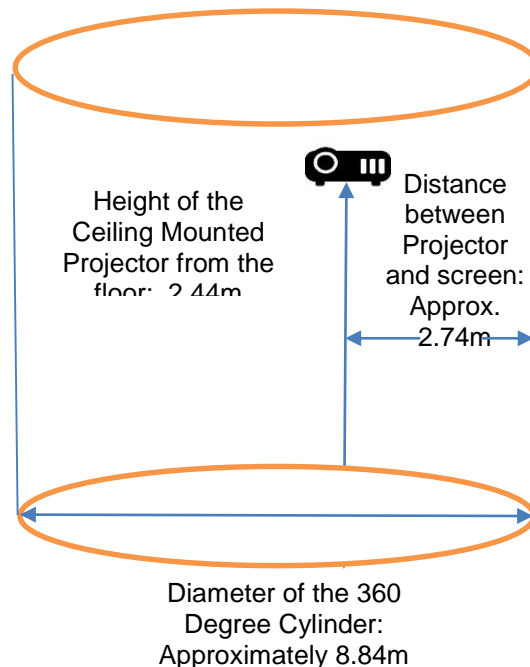 Height of the
Ceiling Mounted
Projector from the
floor: 2.44m
Distance
between
Projector
and screen:
Approx.
2.74m
Diameter of the 360
Degree Cylinder:
Approximately 8.84m